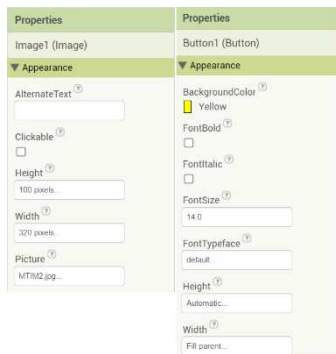 Properties
Image1 (Image)
Appearance
AlternateText
Clickable
Height
100 pixels...
Width
320 pixels...
Picture
MTIM2.jpg...
Properties
Button1 (Button)
Appearance
BackgroundColor
Yellow
FontBold
FontItalic
FontSize
14.0
FontTypeface
default...
Height
Automatic...
Width
Fill parent...